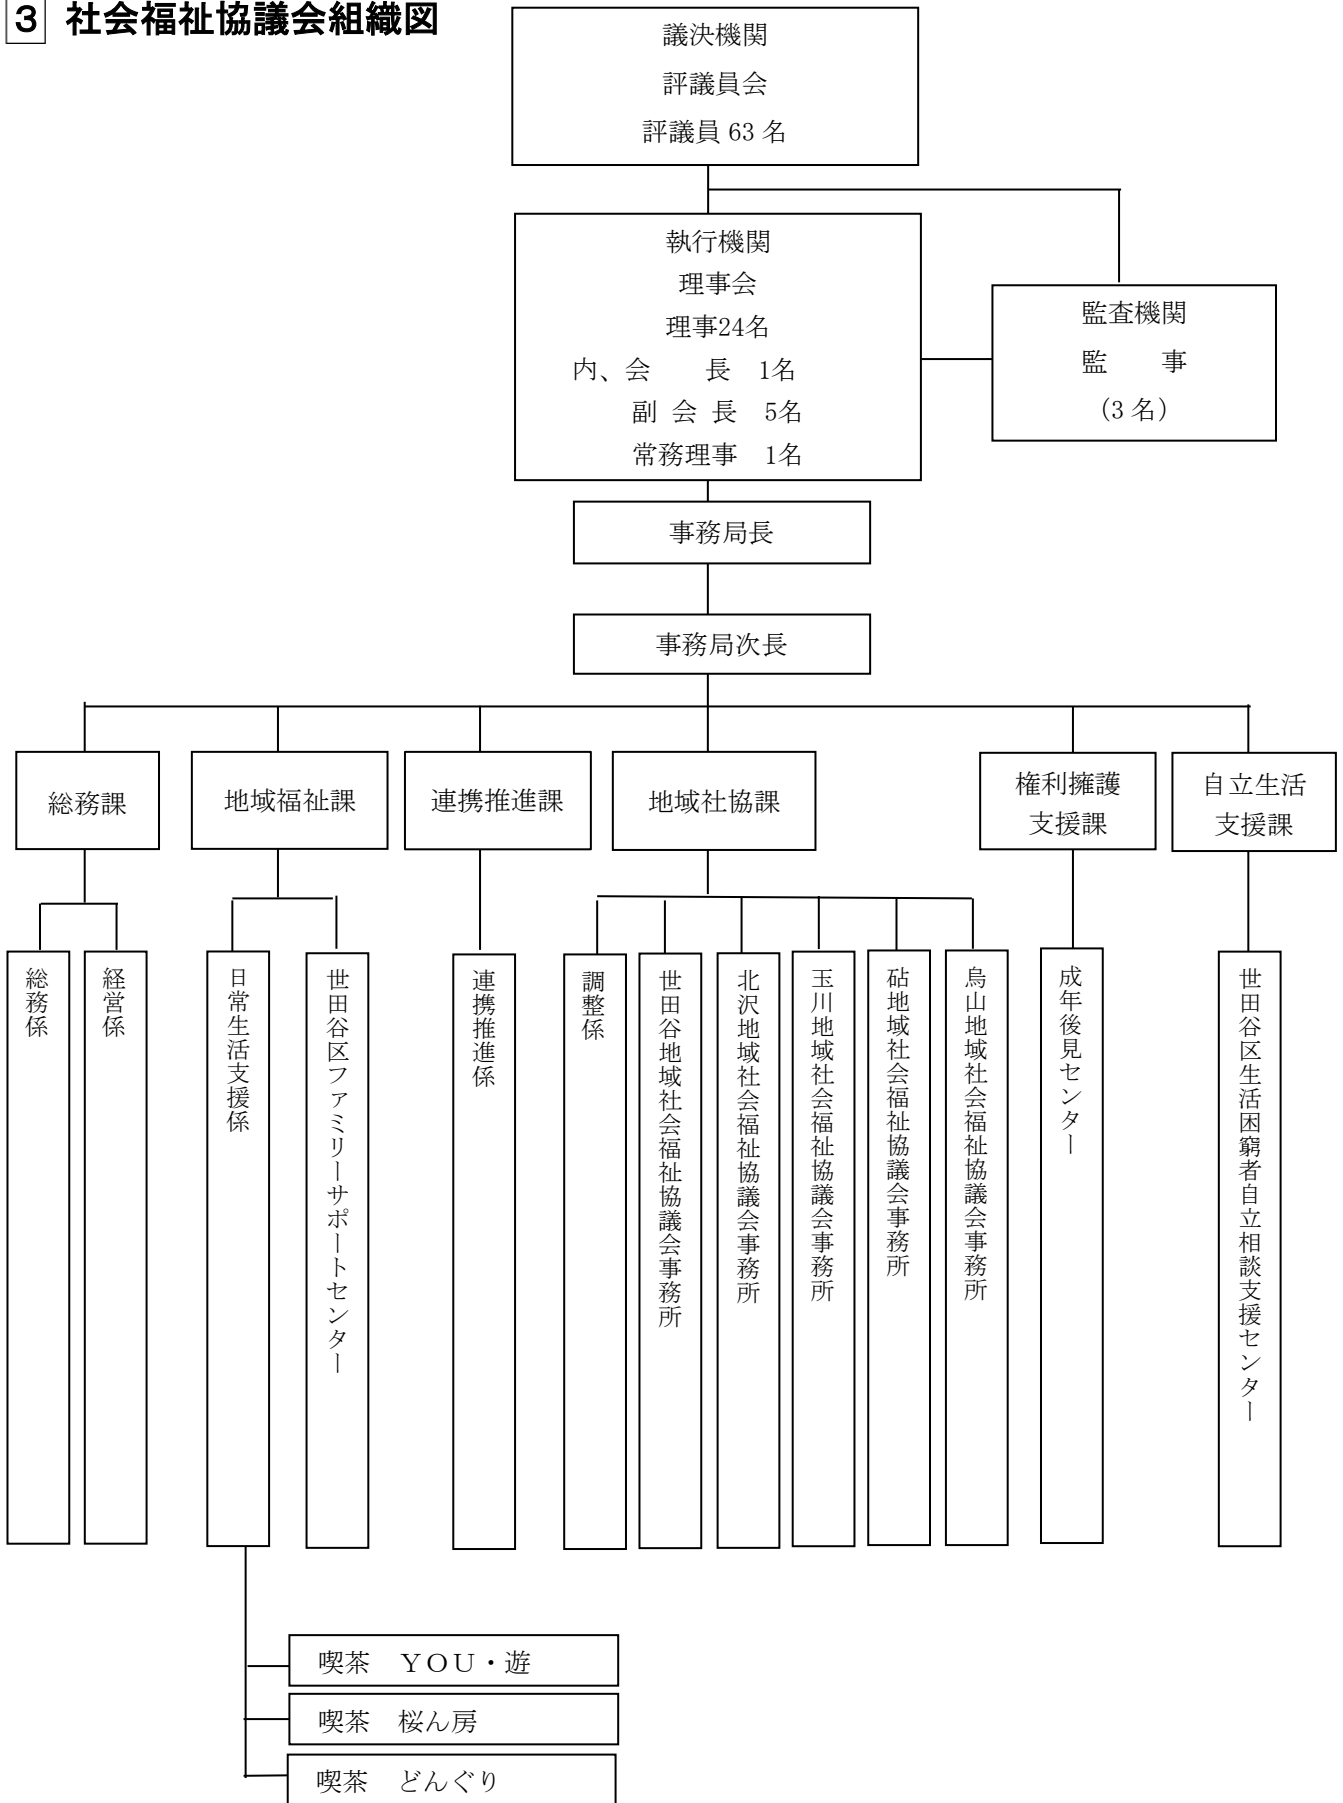 3 社会福祉協議会組織図
議決機関
評議員会
評議員 63 名
執行機関
理事会
理事24名
内、会　　長　1名
副 会 長　5名
常務理事　1名
監査機関
監　　事
（3 名）
事務局長
事務局次長
総務課
地域福祉課
連携推進課
地域社協課
権利擁護
支援課
自立生活
支援課
総務係
経営係
日常生活支援係
世田谷区ファミリーサポートセンター
連携推進係
調整係
世田谷地域社会福祉協議会事務所
北沢地域社会福祉協議会事務所
玉川地域社会福祉協議会事務所
砧地域社会福祉協議会事務所
烏山地域社会福祉協議会事務所
成年後見センター
世田谷区生活困窮者自立相談支援センター
喫茶　ＹＯＵ・遊
喫茶　桜ん房
喫茶　どんぐり